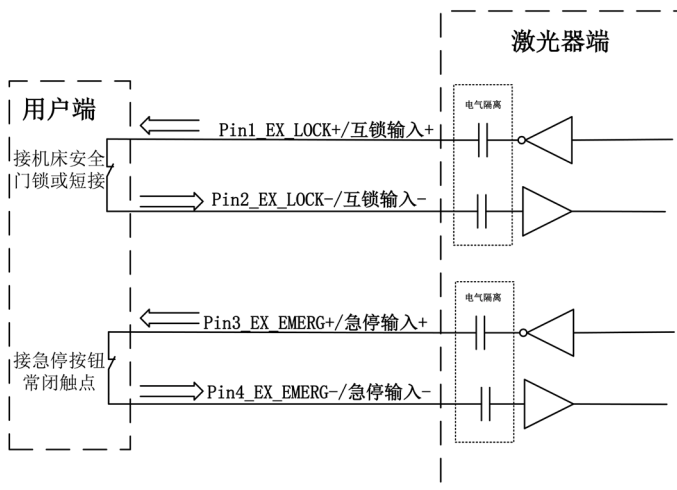 激光器端
用户端
电气隔离
Pin1_EX_LOCK+/互锁输入+
接机床安全
门锁或短接
Pin2_EX_LOCK-/互锁输入-
电气隔离
Pin3_EX_EMERG+/急停输入+
接急停按钮
常闭触点
Pin4_EX_EMERG-/急停输入-